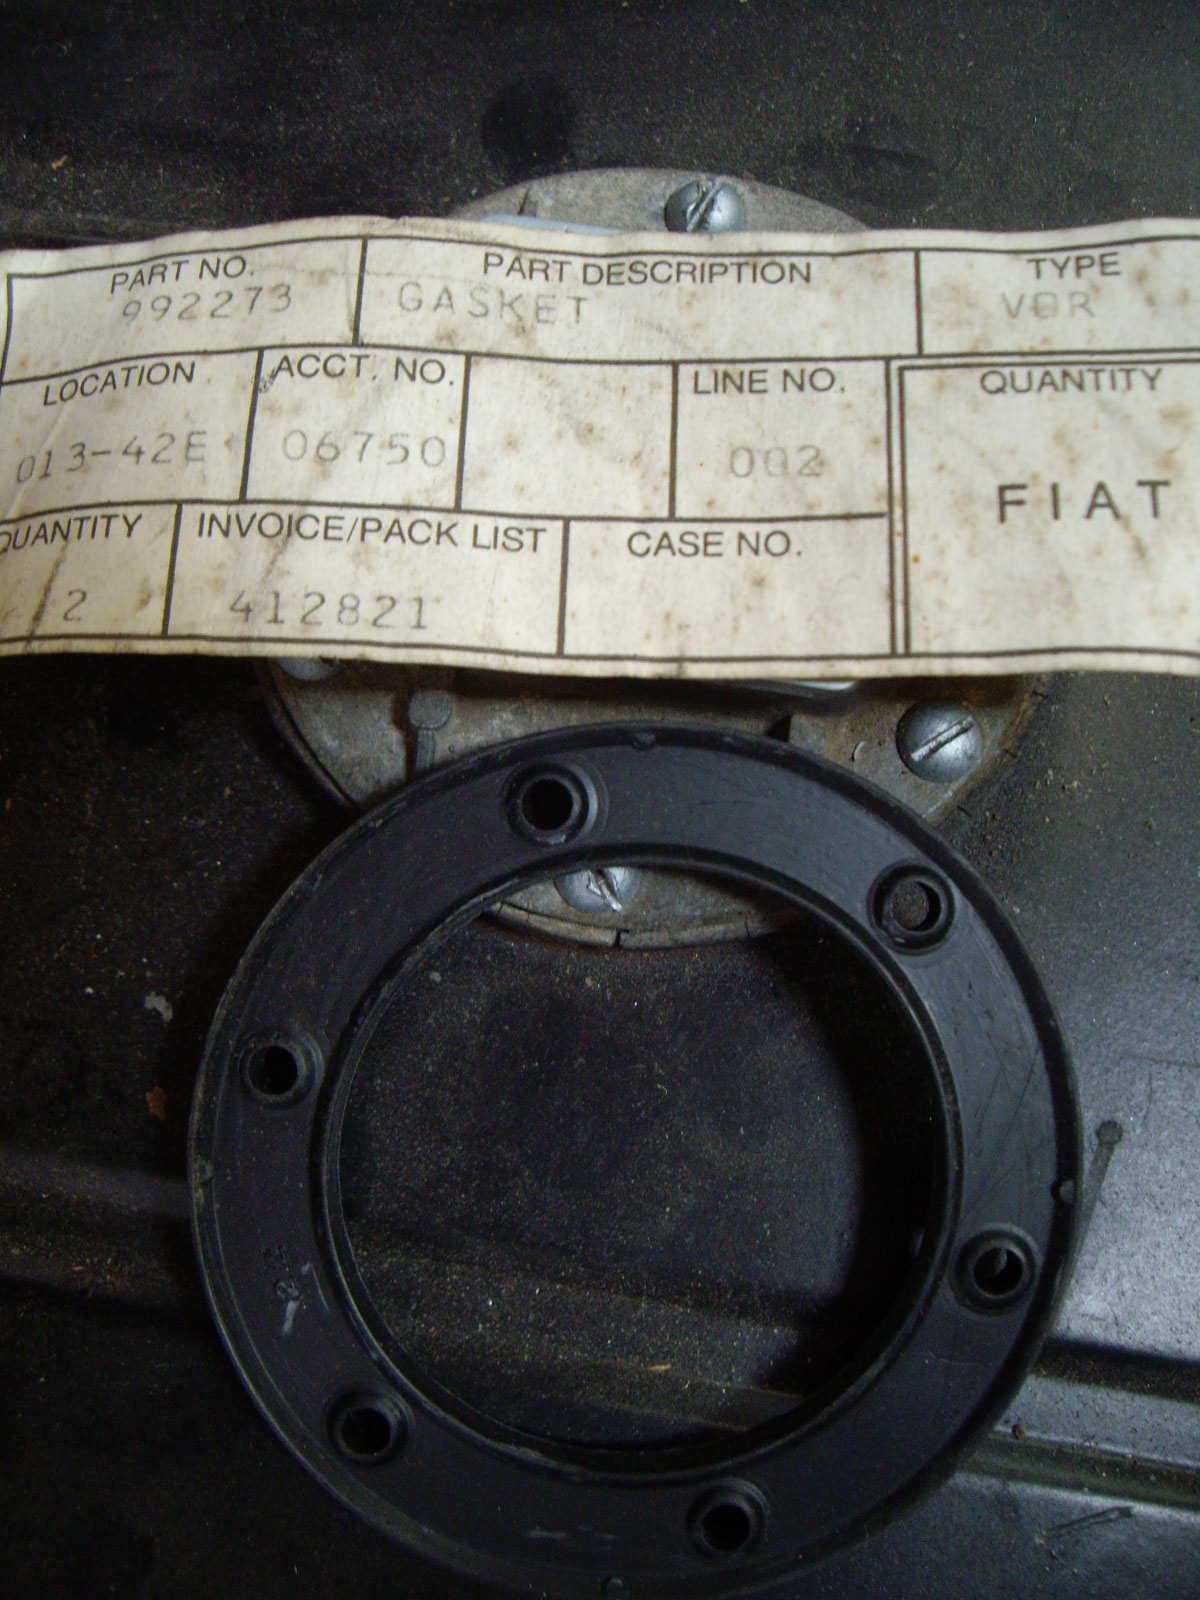 PART NO. PART DESCRIPTION TYPE
992273 GASKET VOR
LOCATION ACCT. NO. LINE NO. QUANTITY
013-42E 06750 002
FIAT
QUANTITY INVOICE/PACK LIST CASE NO.
2 412821